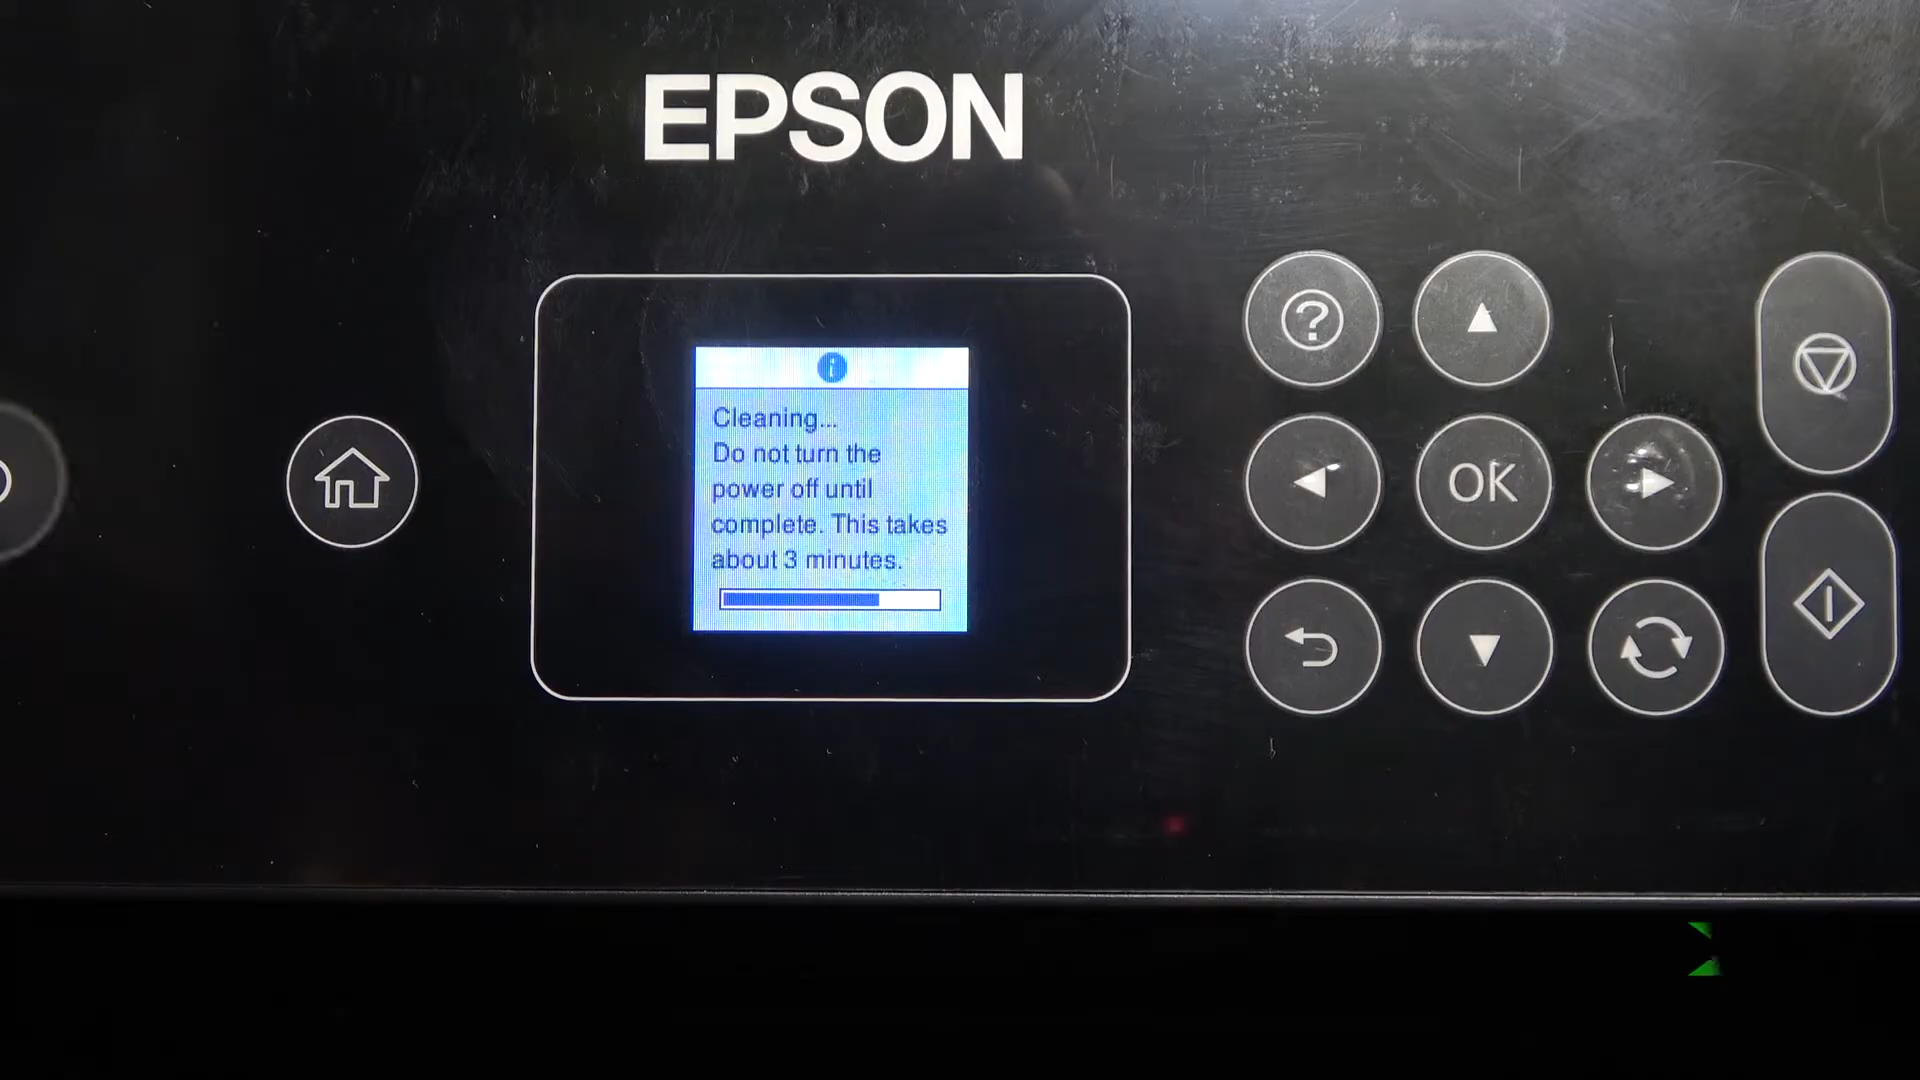 EPSON
Cleaning...
Do not turn the
power off until
complete. This takes
about 3 minutes.
?
OK